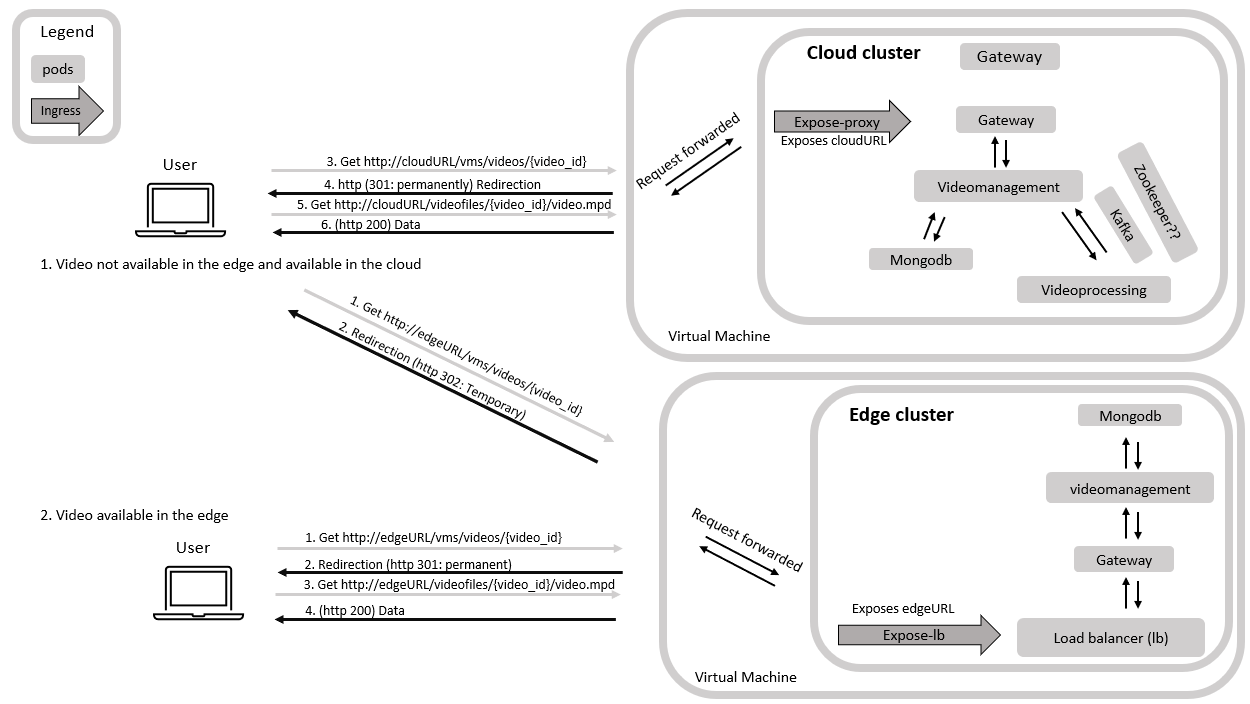 Legend
pods
Ingress
User
3. Get http://cloudURL/vms/videos/{video_id}
4. http (301: permanently) Redirection
5. Get http://cloudURL/videofiles/{video_id}/video.mpd
6. (http 200) Data
1. Video not available in the edge and available in the cloud
1. Get http://edgeURL/vms/videos/{video_id}
2. Redirection (http 302: Temporary)
Request forwarded
Cloud cluster
Gateway
Expose-proxy
Exposes cloudURL
Gateway
Videomanagement
Mongodb
Kafka
Zookeeper??
Videoprocessing
Virtual Machine
2. Video available in the edge
User
1. Get http://edgeURL/vms/videos/{video_id}
2. Redirection (http 301: permanent)
3. Get http://edgeURL/videofiles/{video_id}/video.mpd
4. (http 200) Data
Request forwarded
Edge cluster
Mongodb
videomanagement
Gateway
Exposes edgeURL
Expose-lb
Load balancer (lb)
Virtual Machine